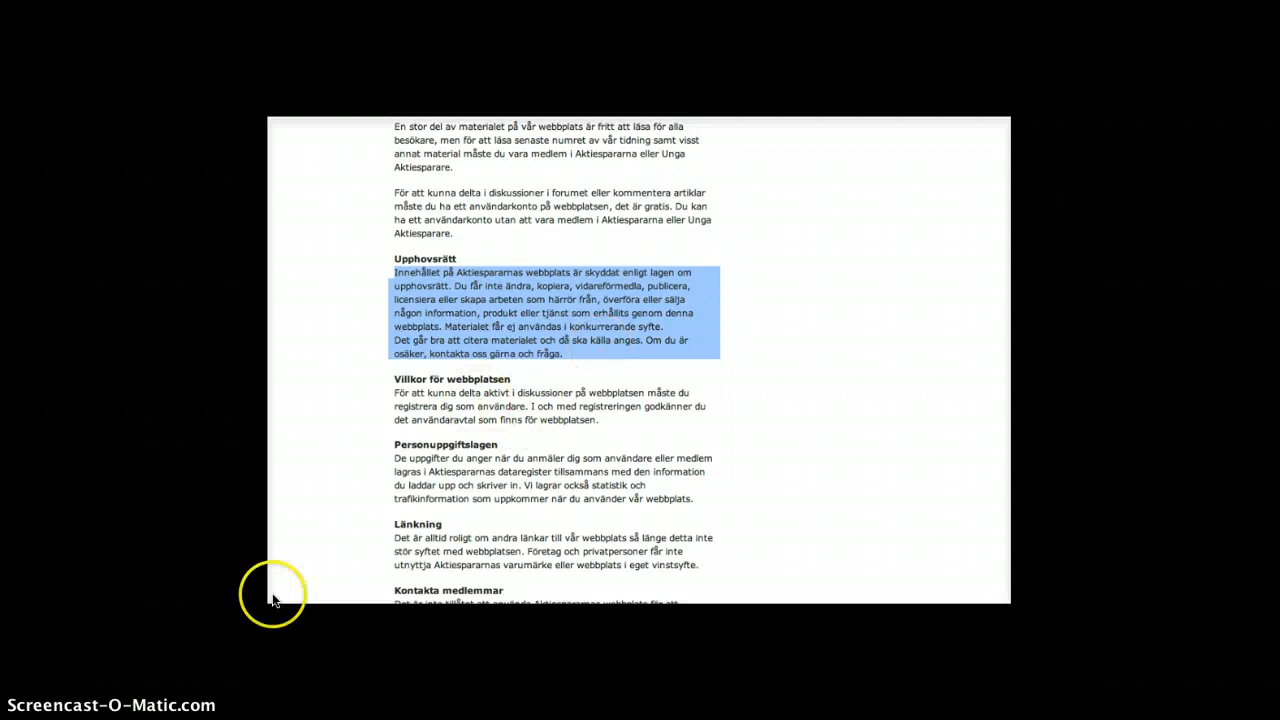 En stor del av materialet på vår webbplats är fritt att läsa för alla
besökare, men för att läsa senaste numret av vår tidning samt visst
annat material måste du vara medlem i Aktiespararna eller Unga
Aktiesparare.
För att kunna delta i diskussioner i forumet eller kommentera artiklar
måste du ha ett användarkonto på webbplatsen, det är gratis. Du kan
ha ett användarkonto utan att vara medlem i Aktiespararna eller Unga
Aktiesparare.
Upphovsrätt
Innehållet på Aktiespararnas webbplats är skyddat enligt lagen om
upphovsrätt. Du får inte ändra, kopiera, vidareförmedla, publicera,
licensiera eller skapa arbeten som härrör från, överföra eller sälja
någon information, produkt eller tjänst som erhållits genom denna
webbplats. Materialet får ej användas i konkurrerande syfte.
Det går bra att citera materialet och då ska källa anges. Om du är
osäker, kontakta oss gärna och fråga.
Villkor för webbplatsen
För att kunna delta aktivt i diskussioner på webbplatsen måste du
registrera dig som användare. I och med registreringen godkänner du
det användaravtal som finns för webbplatsen.
Personuppgiftslagen
De uppgifter du anger när du anmäler dig som användare eller medlem
lagras i Aktiespararnas dataregister tillsammans med den information
du laddar upp och skriver in. Vi lagrar också statistik och
trafikinformation som uppkommer när du använder vår webbplats.
Länkning
Det är alltid roligt om andra länkar till vår webbplats så länge detta inte
stör syftet med webbplatsen. Företag och privatpersoner får inte
utnyttja Aktiespararnas varumärke eller webbplats i eget vinstsyfte.
Kontakta medlemmar
Det är inte tillåtet att använda Aktiespararnas webbplats för att
Screencast-O-Matic.com